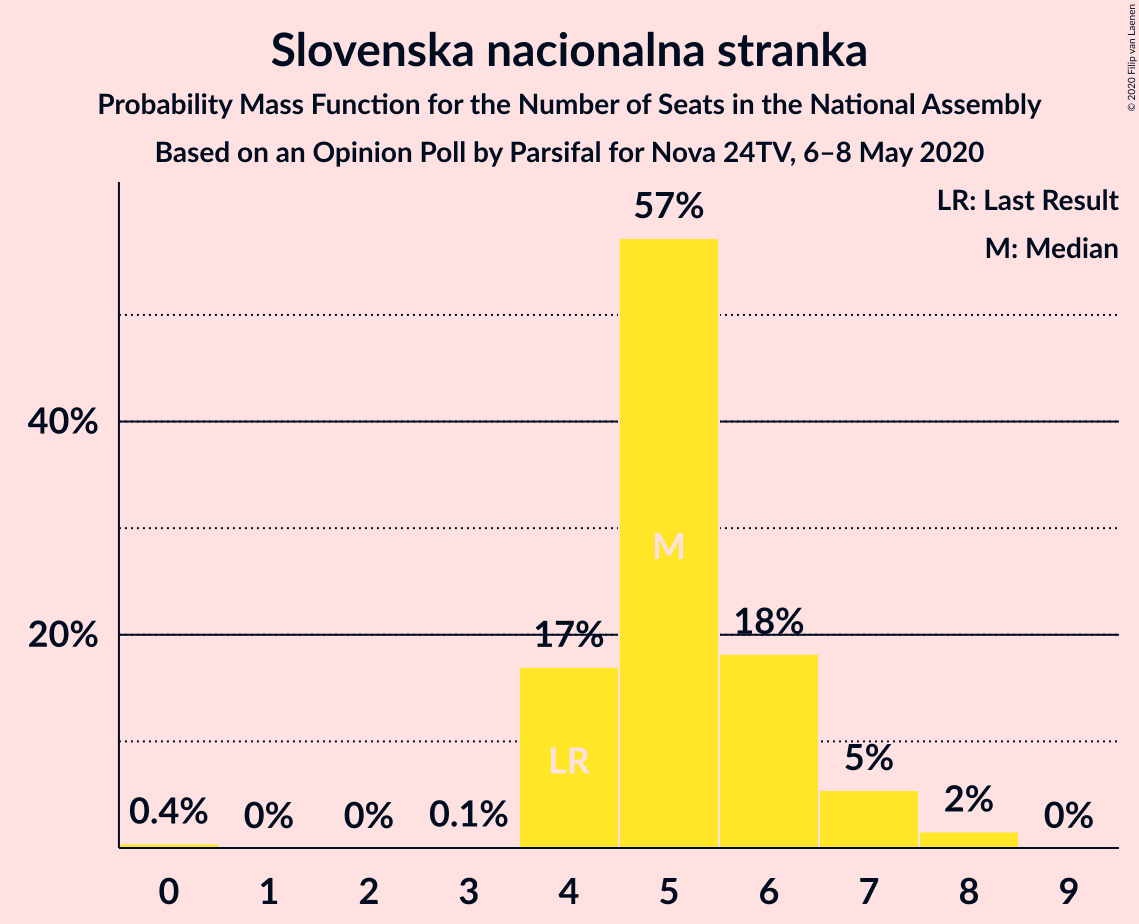 Slovenska nacionalna stranka
Probability Mass Function for the Number of Seats in the National Assembly
Based on an Opinion Poll by Parsifal for Nova 24TV, 6–8 May 2020
© 2020 Filip van Laenen
LR: Last Result
M: Median
57%
40%
M
20%
17%
18%
LR
5%
0.4%
0%
0%
0.1%
2%
0%
0 1 2 3 4 5 6 7 8 9